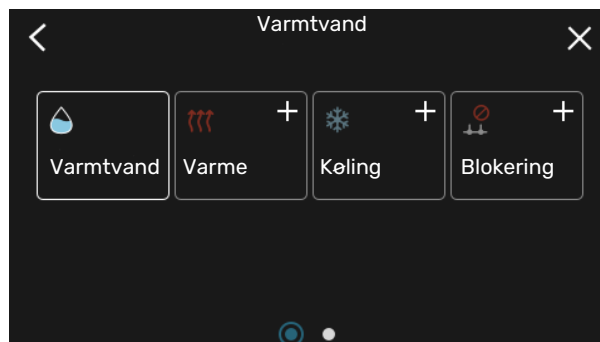 Varmtvand
Varmtvand
Varme
Køling
Blokering